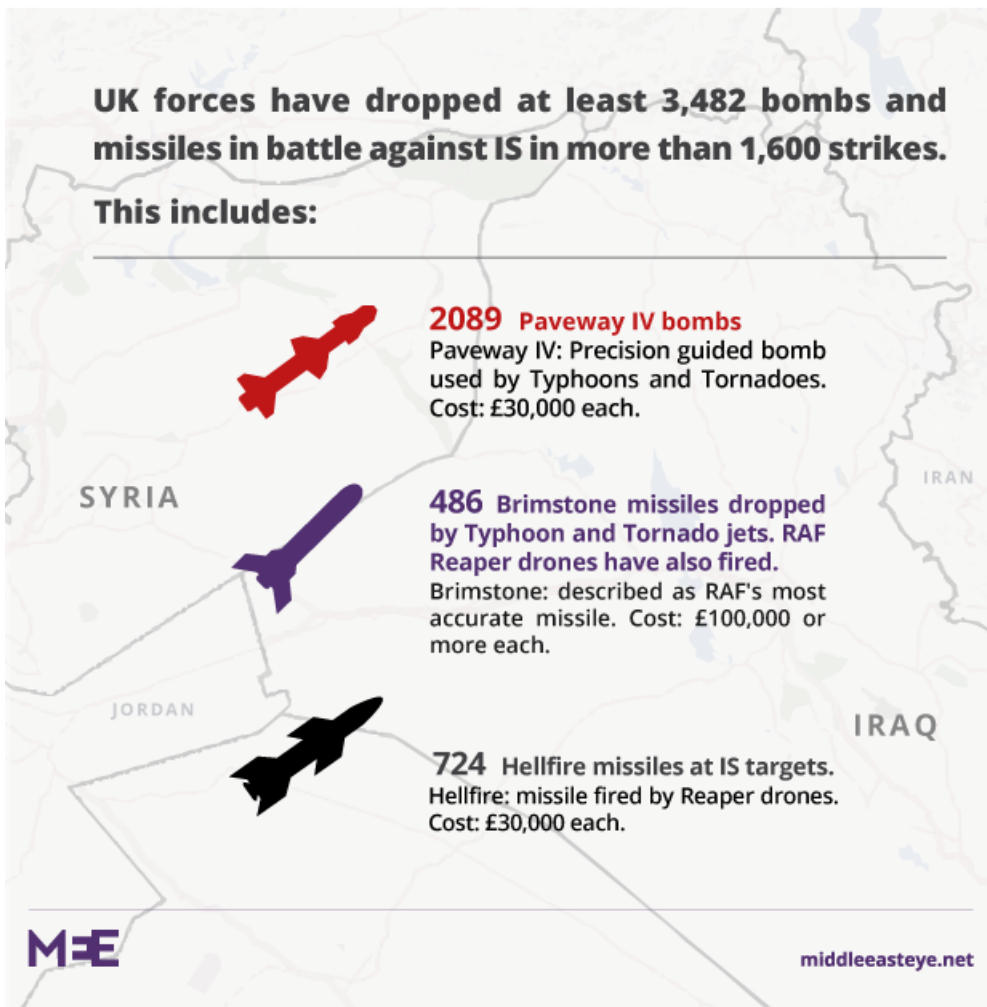 UK forces have dropped at least 3,482 bombs and
missiles in battle against IS in more than 1,600 strikes.
This includes:
2089 Paveway IV bombs
Paveway IV: Precision guided bomb
used by Typhoons and Tornadoes.
Cost: £30,000 each.
SYRIA
IRAN
486 Brimstone missiles dropped
by Typhoon and Tornado jets. RAF
Reaper drones have also fired.
Brimstone: described as RAF's most
accurate missile. Cost: £100,000 or
more each.
JORDAN
IRAQ
724 Hellfire missiles at IS targets.
Hellfire: missile fired by Reaper drones.
Cost: £30,000 each.
MEE
middleeasteye.net